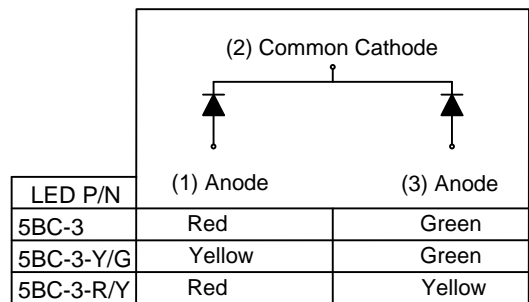 (2) Common Cathode
(1) Anode (3) Anode
LED P/N
5BC-3 Red Green
5BC-3-Y/G Yellow Green
5BC-3-R/Y Red Yellow